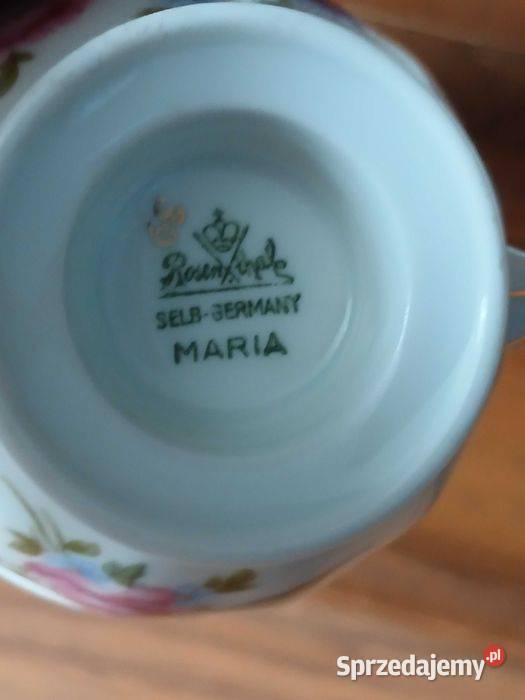 Rosenthal
SELB-GERMANY
MARIA
Sprzedajemy.pl